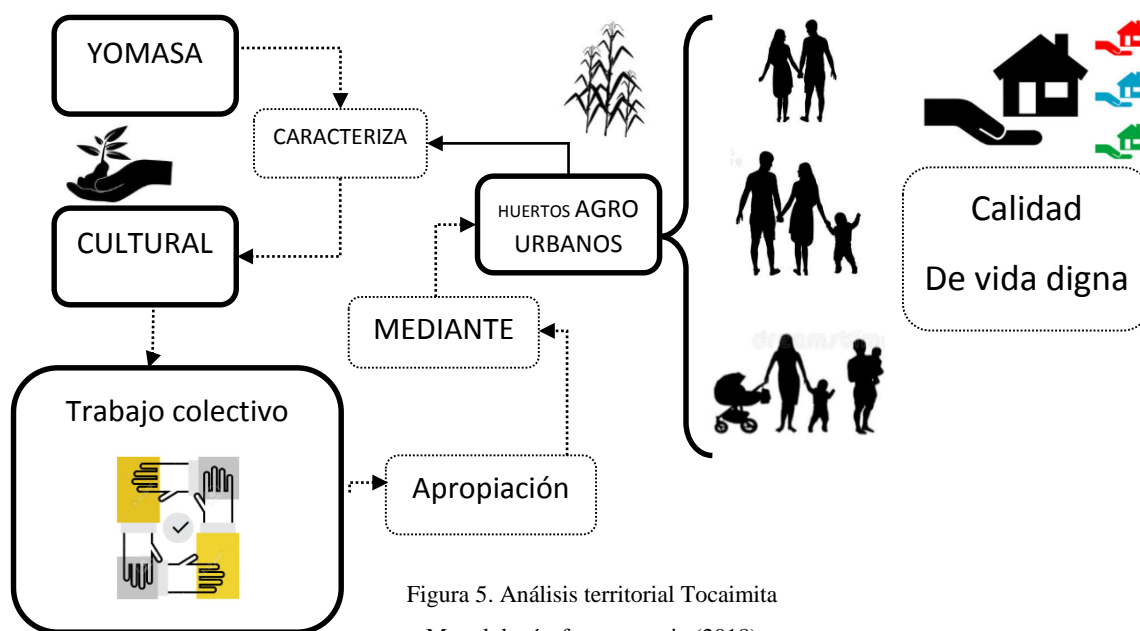 YOMASA
CARACTERIZA
CULTURAL
HUERTOS AGRO
URBANOS
MEDIANTE
Trabajo colectivo
Apropiación
Calidad
De vida digna
Figura 5. Análisis territorial Tocaimita